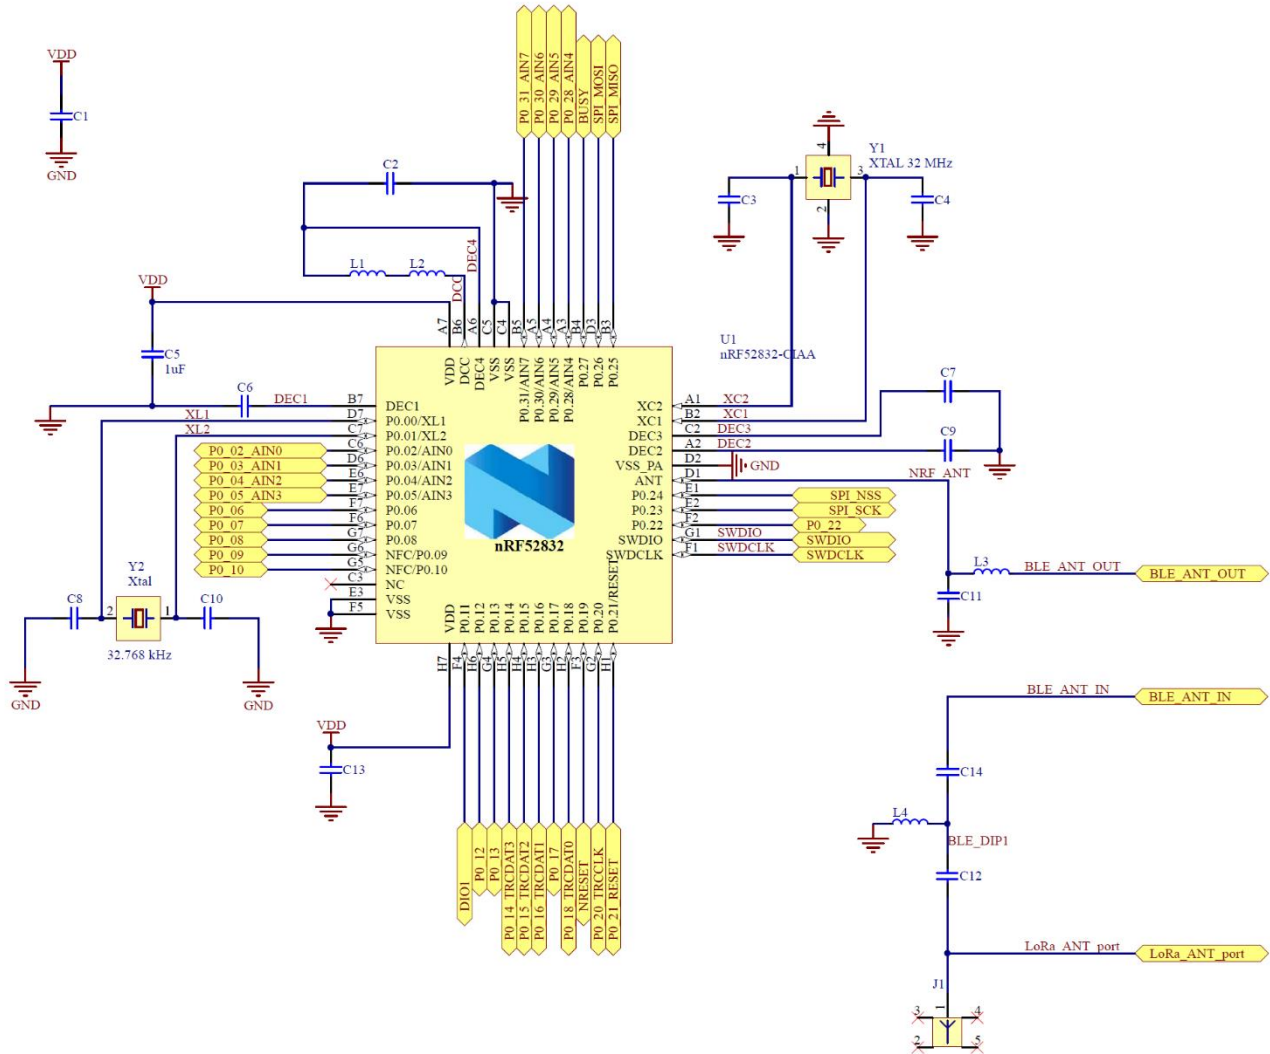 VDD
C1
GND
P0_31_AIN7
P0_30_AIN6
P0_29_AIN5
P0_28_AIN4
BUSY
SPI_MOSI
SPI_MISO
C2
L1
L2
DCC
DEC4
VDD
C5
1uF
C6
DEC1
XL1
XL2
4
Y1
XTAL 32 MHz
1
3
2
C3
C4
U1
nRF52832-CIAA
A7
B6
A6
C5
C4
B5
A5
A4
A3
B4
D3
B3
VDD
DCC
DEC4
VSS
VSS
P0.31/AIN7
P0.30/AIN6
P0.29/AIN5
P0.28/AIN4
P0.27
P0.26
P0.25
B7 DEC1
D7 P0.00/XL1
C7 P0.01/XL2
P0_02_AIN0 C6 P0.02/AIN0
P0_03_AIN1 D6 P0.03/AIN1
P0_04_AIN2 E6 P0.04/AIN2
P0_05_AIN3 E7 P0.05/AIN3
P0_06 F7 P0.06
P0_07 F6 P0.07
P0_08 G7 P0.08
P0_09 G6 NFC/P0.09
P0_10 G5 NFC/P0.10
C3 NC
E3 VSS
F5 VSS
nRF52832
XC2 A1 XC2
XC1 B2 XC1
DEC3 C2 DEC3
DEC2 A2 DEC2
VSS_PA D2 GND
ANT D1 NRF_ANT
P0.24 E1 SPI_NSS
P0.23 E2 SPI_SCK
P0.22 F2 P0_22
SWDIO G1 SWDIO SWDIO
SWDCLK F1 SWDCLK SWDCLK
C7
C9
L3
BLE_ANT_OUT
BLE_ANT_OUT
C11
Y2
Xtal
C8
2
1
C10
32.768 kHz
GND
GND
VDD
P0.11
P0.12
P0.13
P0.14
P0.15
P0.16
P0.17
P0.18
P0.19
P0.20
P0.21/RESET
H7
F4
H6
G4
H5
H4
H3
G3
H2
F3
G2
H1
VDD
C13
DIO1
P0_12
P0_13
P0_14_TRCDAT3
P0_15_TRCDAT2
P0_16_TRCDAT1
P0_17
P0_18_TRCDAT0
NRESET
P0_20_TRCCLK
P0_21_RESET
BLE_ANT_IN
BLE_ANT_IN
C14
L4
BLE_DIP1
C12
LoRa_ANT_port
LoRa_ANT_port
J1
1
3
4
2
5